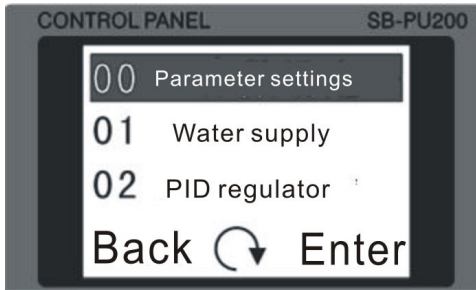 CONTROL PANEL SB-PU200
00 Parameter settings
01 Water supply
02 PID regulator
Back Enter